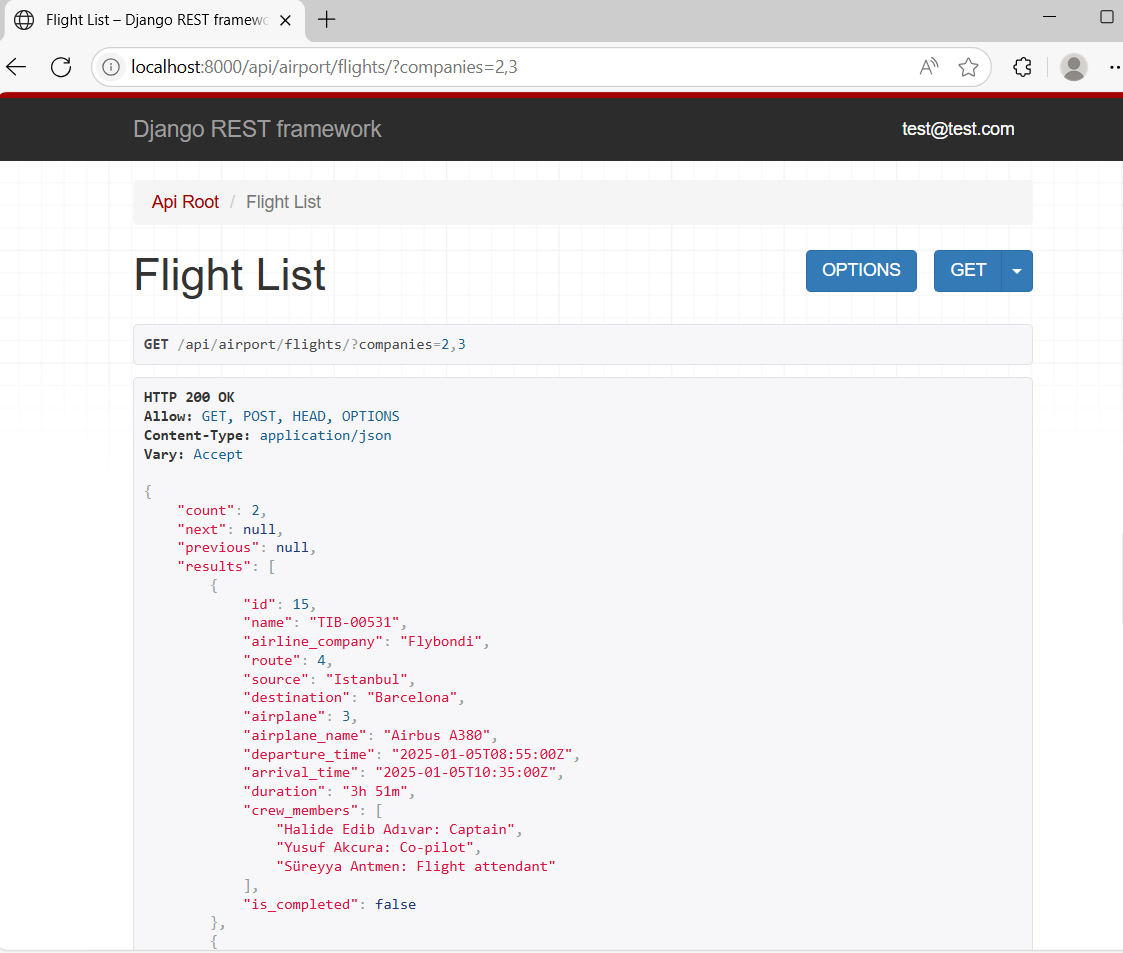 Flight List – Django REST framewo
localhost:8000/api/airport/flights/?companies=2,3
Django REST framework
test@test.com
Api Root / Flight List
Flight List
OPTIONS
GET
GET /api/airport/flights/?companies=2,3
HTTP 200 OK
Allow: GET, POST, HEAD, OPTIONS
Content-Type: application/json
Vary: Accept
{
"count": 2,
"next": null,
"previous": null,
"results": [
{
"id": 15,
"name": "TIB-00531",
"airline_company": "Flybondi",
"route": 4,
"source": "Istanbul",
"destination": "Barcelona",
"airplane": 3,
"airplane_name": "Airbus A380",
"departure_time": "2025-01-05T08:55:00Z",
"arrival_time": "2025-01-05T10:35:00Z",
"duration": "3h 51m",
"crew_members": [
"Halide Edib Adıvar: Captain",
"Yusuf Akcura: Co-pilot",
"Süreyya Antmen: Flight attendant"
],
"is_completed": false
},
{